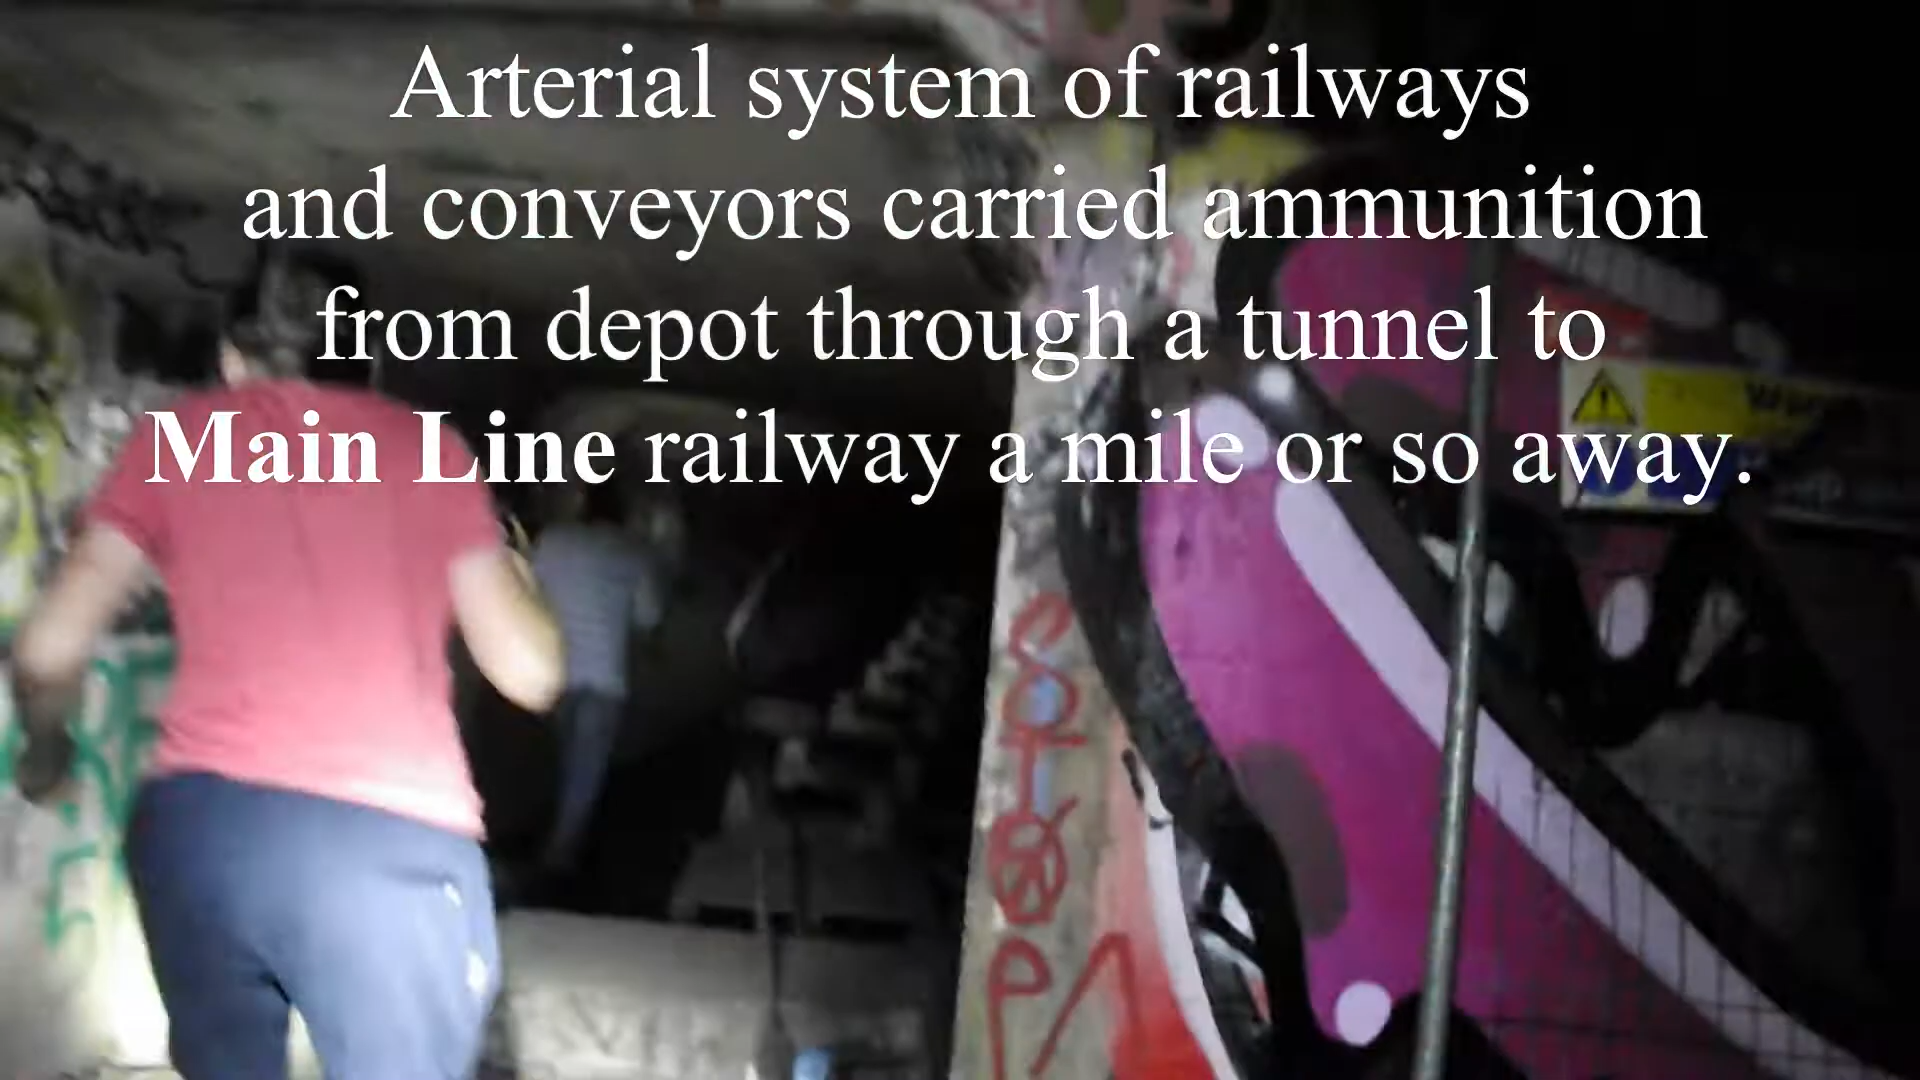 Arterial system of railways
and conveyors carried ammunition
from depot through a tunnel to
Main Line railway a mile or so away.